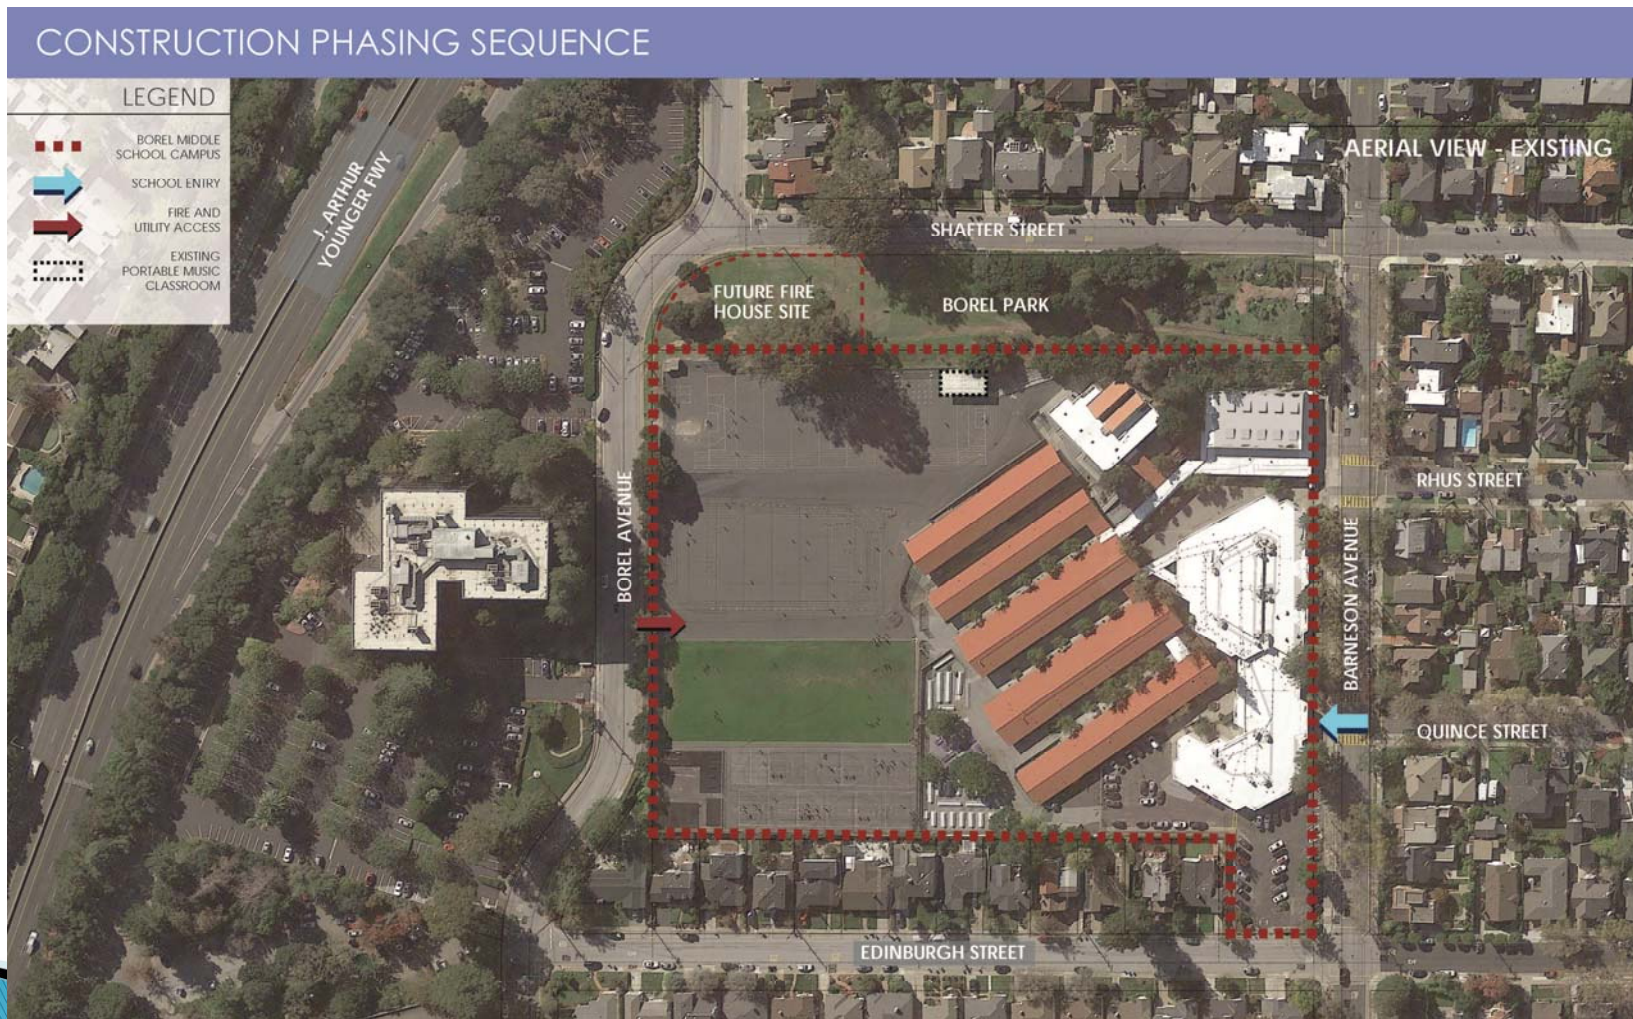 CONSTRUCTION PHASING SEQUENCE
LEGEND
BOREL MIDDLE
SCHOOL CAMPUS
SCHOOL ENTRY
FIRE AND
UTILITY ACCESS
EXISTING
PORTABLE MUSIC
CLASSROOM
AERIAL VIEW - EXISTING
J. ARTHUR
YOUNGER FWY
SHAFTER STREET
FUTURE FIRE
HOUSE SITE
BOREL PARK
BOREL AVENUE
RHUS STREET
BARNESON AVENUE
QUINCE STREET
EDINBURGH STREET